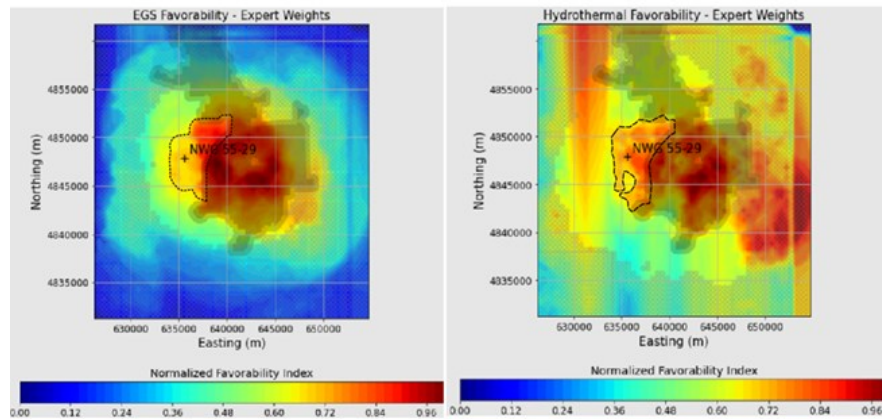 EGS Favorability - Expert Weights
4855000
4850000
4845000
4840000
4835000
Northing (m)
NWG 55-29
630000 635000 640000 645000 650000
Easting (m)
Normalized Favorability Index
0.00 0.12 0.24 0.36 0.48 0.60 0.72 0.84 0.96
Hydrothermal Favorability - Expert Weights
4855000
4850000
4845000
4840000
4835000
Northing (m)
NWG 55-29
630000 635000 640000 645000 650000
Easting (m)
Normalized Favorability Index
0.00 0.12 0.24 0.36 0.48 0.60 0.72 0.84 0.96